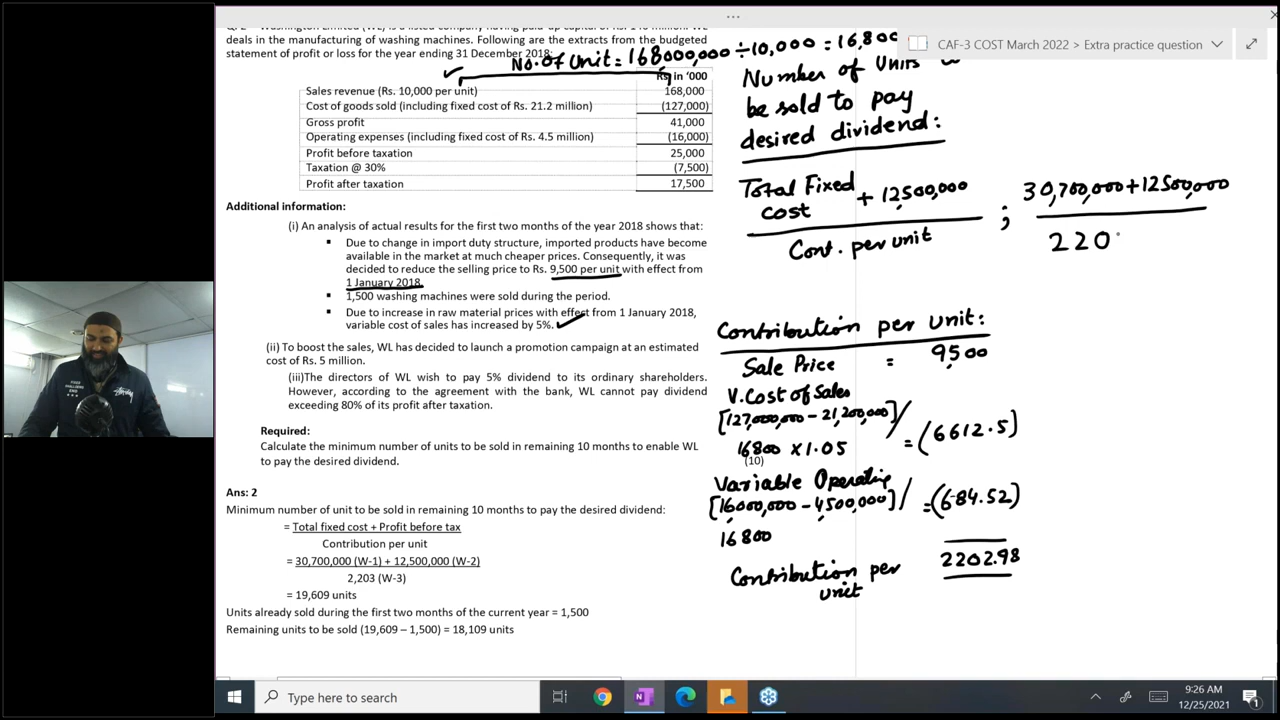 deals in the manufacturing of washing machines. Following are the extracts from the budgeted
statement of profit or loss for the year ending 31 December 2018:
No. of Unit = 168000,000 ÷ 10,000 = 16,800
Rs. in '000
Sales revenue (Rs. 10,000 per unit) 168,000
Cost of goods sold (including fixed cost of Rs. 21.2 million) (127,000)
Gross profit 41,000
Operating expenses (including fixed cost of Rs. 4.5 million) (16,000)
Profit before taxation 25,000
Taxation @ 30% (7,500)
Profit after taxation 17,500
Additional information:
(i) An analysis of actual results for the first two months of the year 2018 shows that:
▪ Due to change in import duty structure, imported products have become
available in the market at much cheaper prices. Consequently, it was
decided to reduce the selling price to Rs. 9,500 per unit with effect from
1 January 2018.
▪ 1,500 washing machines were sold during the period.
▪ Due to increase in raw material prices with effect from 1 January 2018,
variable cost of sales has increased by 5%.
(ii) To boost the sales, WL has decided to launch a promotion campaign at an estimated
cost of Rs. 5 million.
(iii)The directors of WL wish to pay 5% dividend to its ordinary shareholders.
However, according to the agreement with the bank, WL cannot pay dividend
exceeding 80% of its profit after taxation.
Required:
Calculate the minimum number of units to be sold in remaining 10 months to enable WL
to pay the desired dividend.
(10)
Ans: 2
Minimum number of unit to be sold in remaining 10 months to pay the desired dividend:
= Total fixed cost + Profit before tax
Contribution per unit
= 30,700,000 (W-1) + 12,500,000 (W-2)
2,203 (W-3)
= 19,609 units
Units already sold during the first two months of the current year = 1,500
Remaining units to be sold (19,609 – 1,500) = 18,109 units
CAF-3 COST March 2022 > Extra practice question
Number of Units
be sold to pay
desired dividend:
Total Fixed cost + 12,500,000
Cont. per unit
; 30,700,000 + 12500,000
220
Contribution per unit:
Sale Price = 9,500
V. Cost of Sales
[127,000,000 - 21,200,000] /
16800 x 1.05 = (6612.5)
Variable Operating
[16000,000 - 4,500,000] / = (684.52)
16800
Contribution per unit 2202.98
STUSSY
Type here to search
9:26 AM
12/25/2021
1